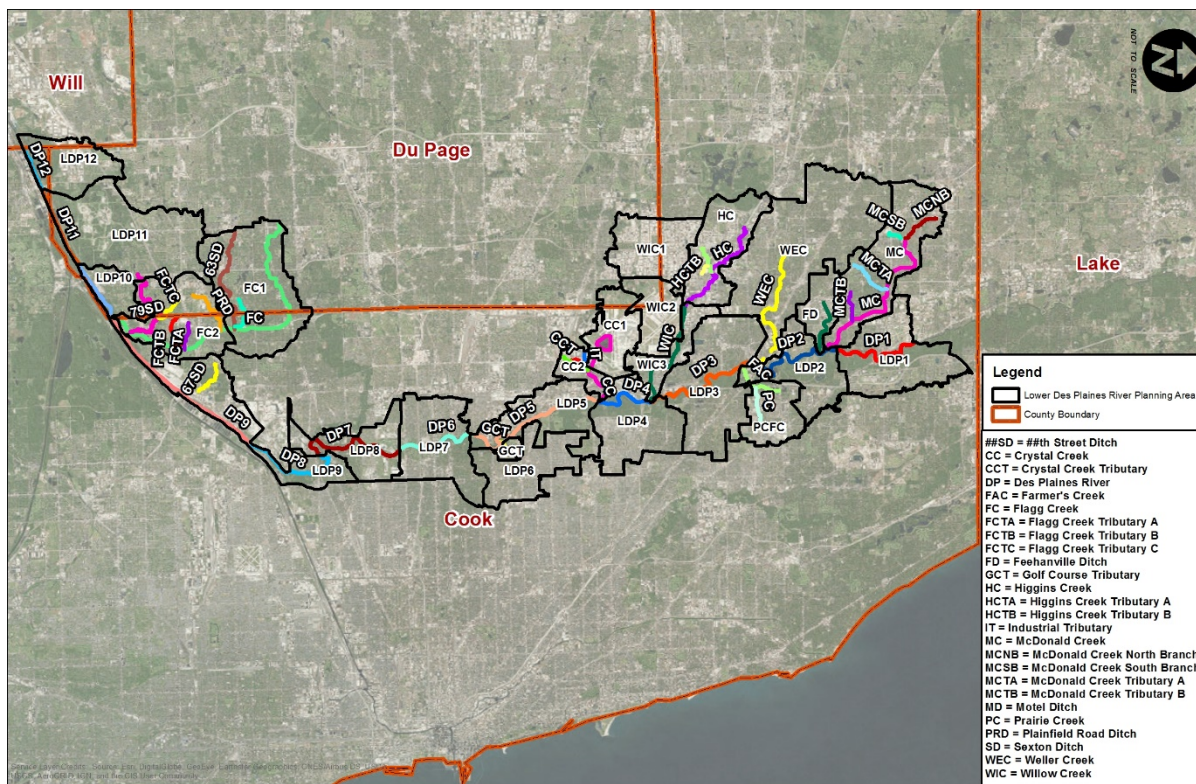 NOT TO SCALE
N
Will
Du Page
Lake
Cook
DP12
LDP12
DP11
LDP11
LDP10
63SD
FCTC
79SD
PRD
FC1
FC
FC2
FCTB
FCTA
67SD
DP9
DP8
LDP9
DP7
LDP8
DP6
LDP7
GCT
DP5
GCT
LDP6
LDP5
CCT
CC2
IT
CC1
CC
DP4
LDP4
WIC1
WIC2
WIC3
WIC
HC
HCTB
HC
WEC
WEC
DP3
LDP3
FAC
PC
PCFC
DP2
LDP2
FD
MCTB
MC
MCTA
MC
MCSB
MCNB
DP1
LDP1
Legend
Lower Des Plaines River Planning Area
County Boundary
##SD = ##th Street Ditch
CC = Crystal Creek
CCT = Crystal Creek Tributary
DP = Des Plaines River
FAC = Farmer's Creek
FC = Flagg Creek
FCTA = Flagg Creek Tributary A
FCTB = Flagg Creek Tributary B
FCTC = Flagg Creek Tributary C
FD = Feehanville Ditch
GCT = Golf Course Tributary
HC = Higgins Creek
HCTA = Higgins Creek Tributary A
HCTB = Higgins Creek Tributary B
IT = Industrial Tributary
MC = McDonald Creek
MCNB = McDonald Creek North Branch
MCSB = McDonald Creek South Branch
MCTA = McDonald Creek Tributary A
MCTB = McDonald Creek Tributary B
MD = Motel Ditch
PC = Prairie Creek
PRD = Plainfield Road Ditch
SD = Sexton Ditch
WEC = Weller Creek
WIC = Willow Creek